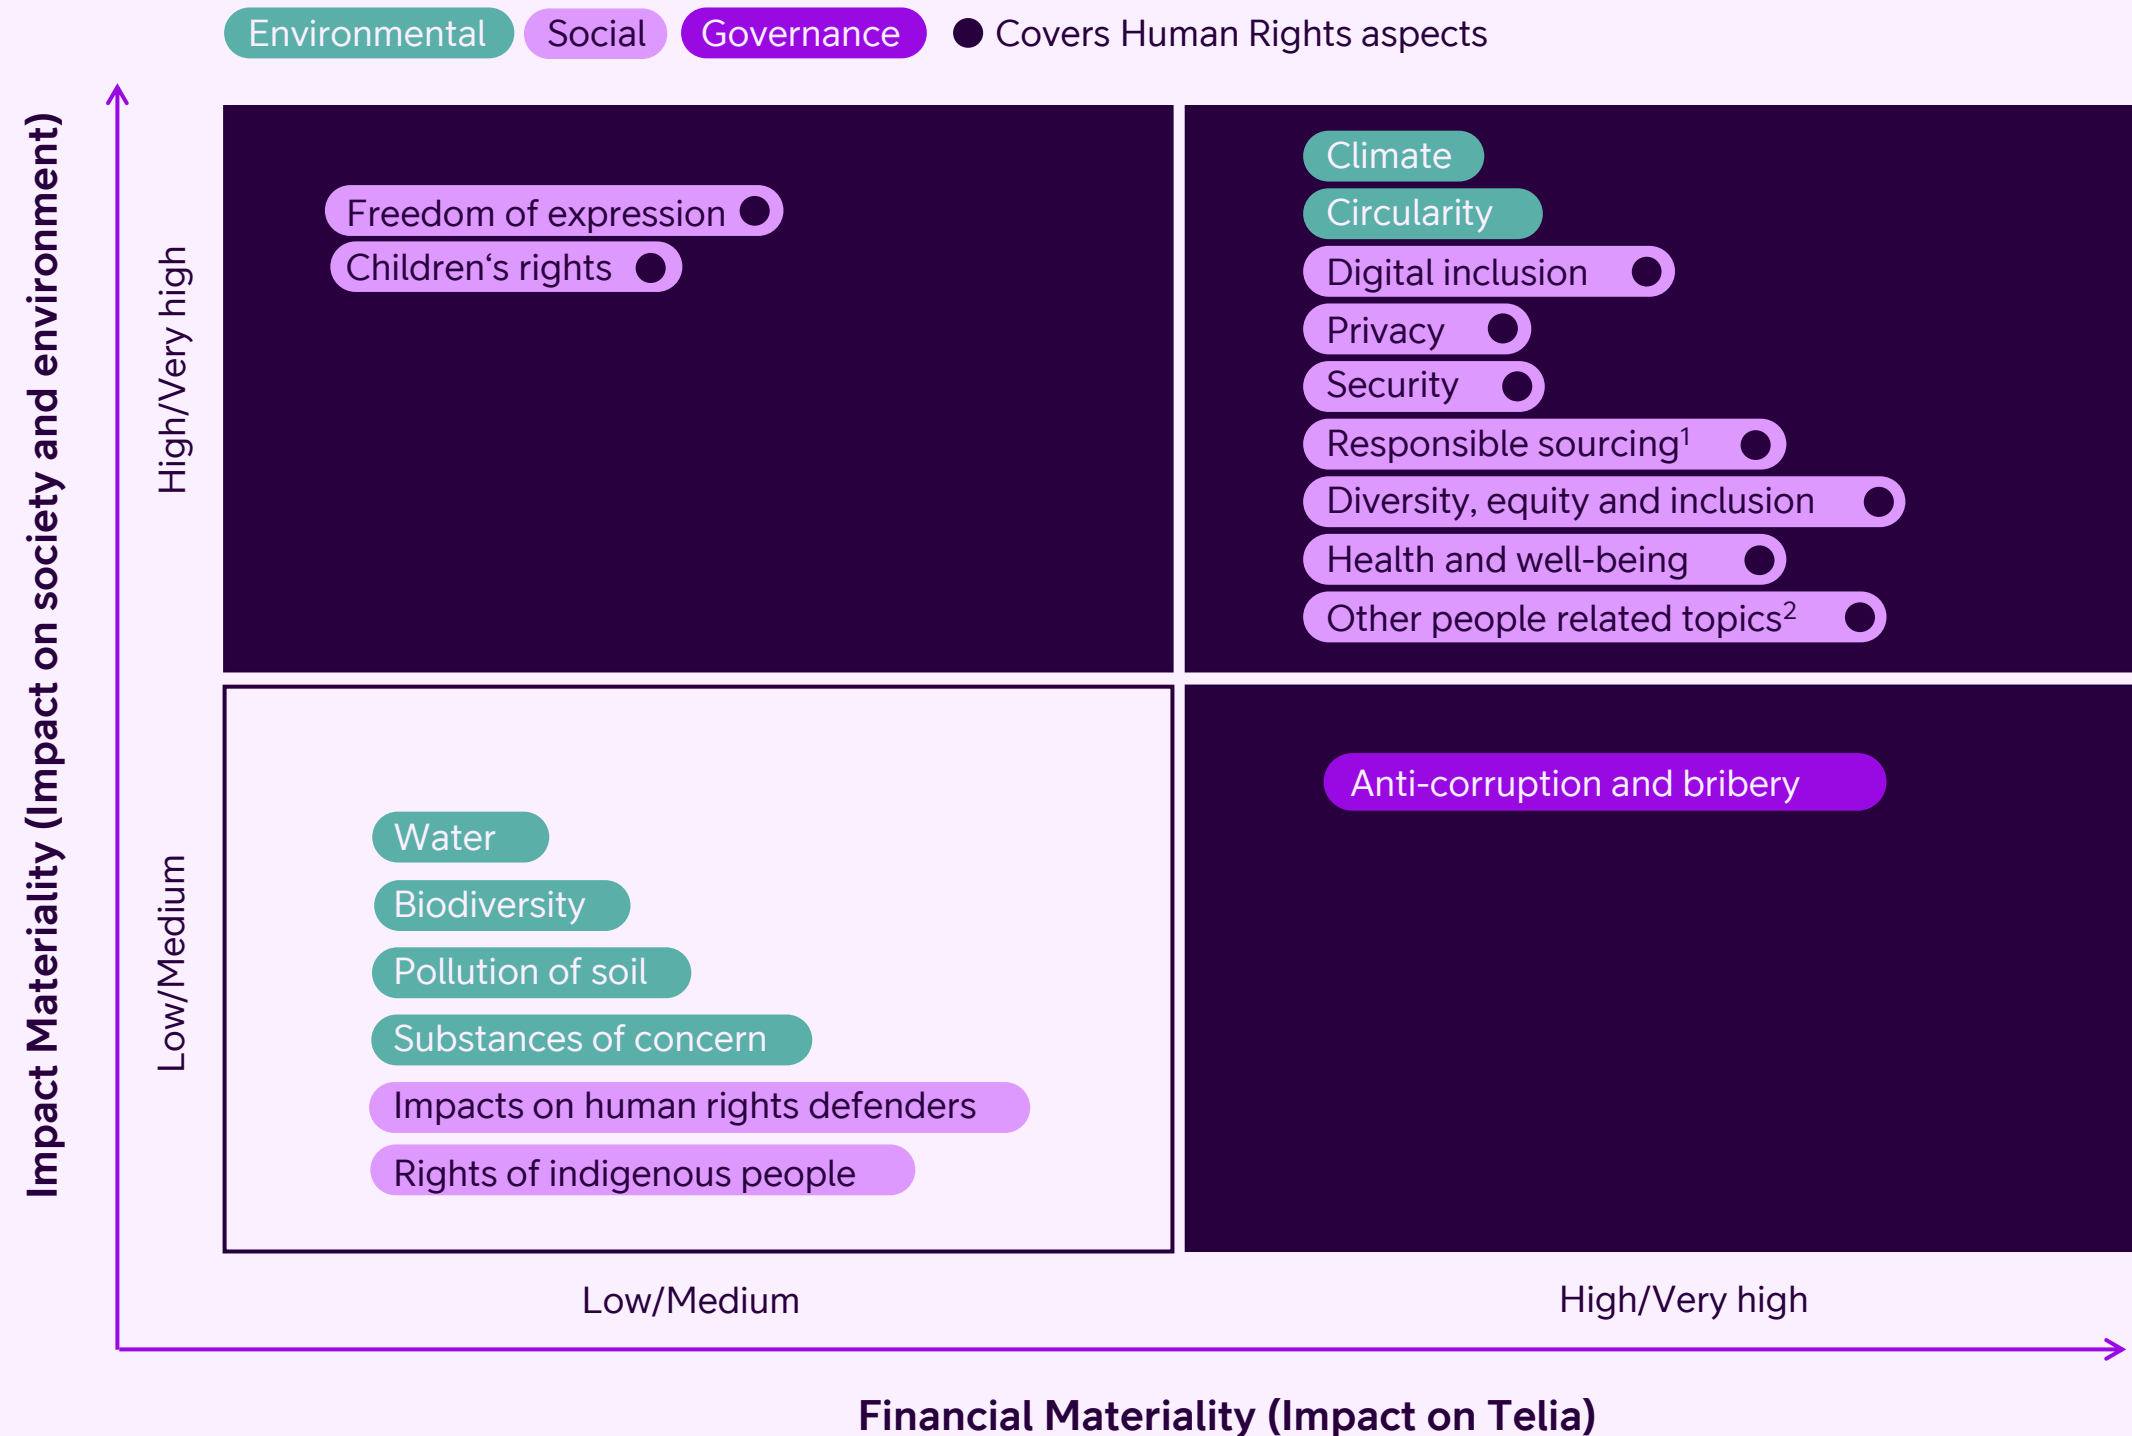 Environmental Social Governance Covers Human Rights aspects
Impact Materiality (Impact on society and environment)
High/Very high
Freedom of expression
Children‘s rights
Climate
Circularity
Digital inclusion
Privacy
Security
Responsible sourcing¹
Diversity, equity and inclusion
Health and well-being
Other people related topics²
Low/Medium
Water
Biodiversity
Pollution of soil
Substances of concern
Impacts on human rights defenders
Rights of indigenous people
Anti-corruption and bribery
Low/Medium
High/Very high
Financial Materiality (Impact on Telia)